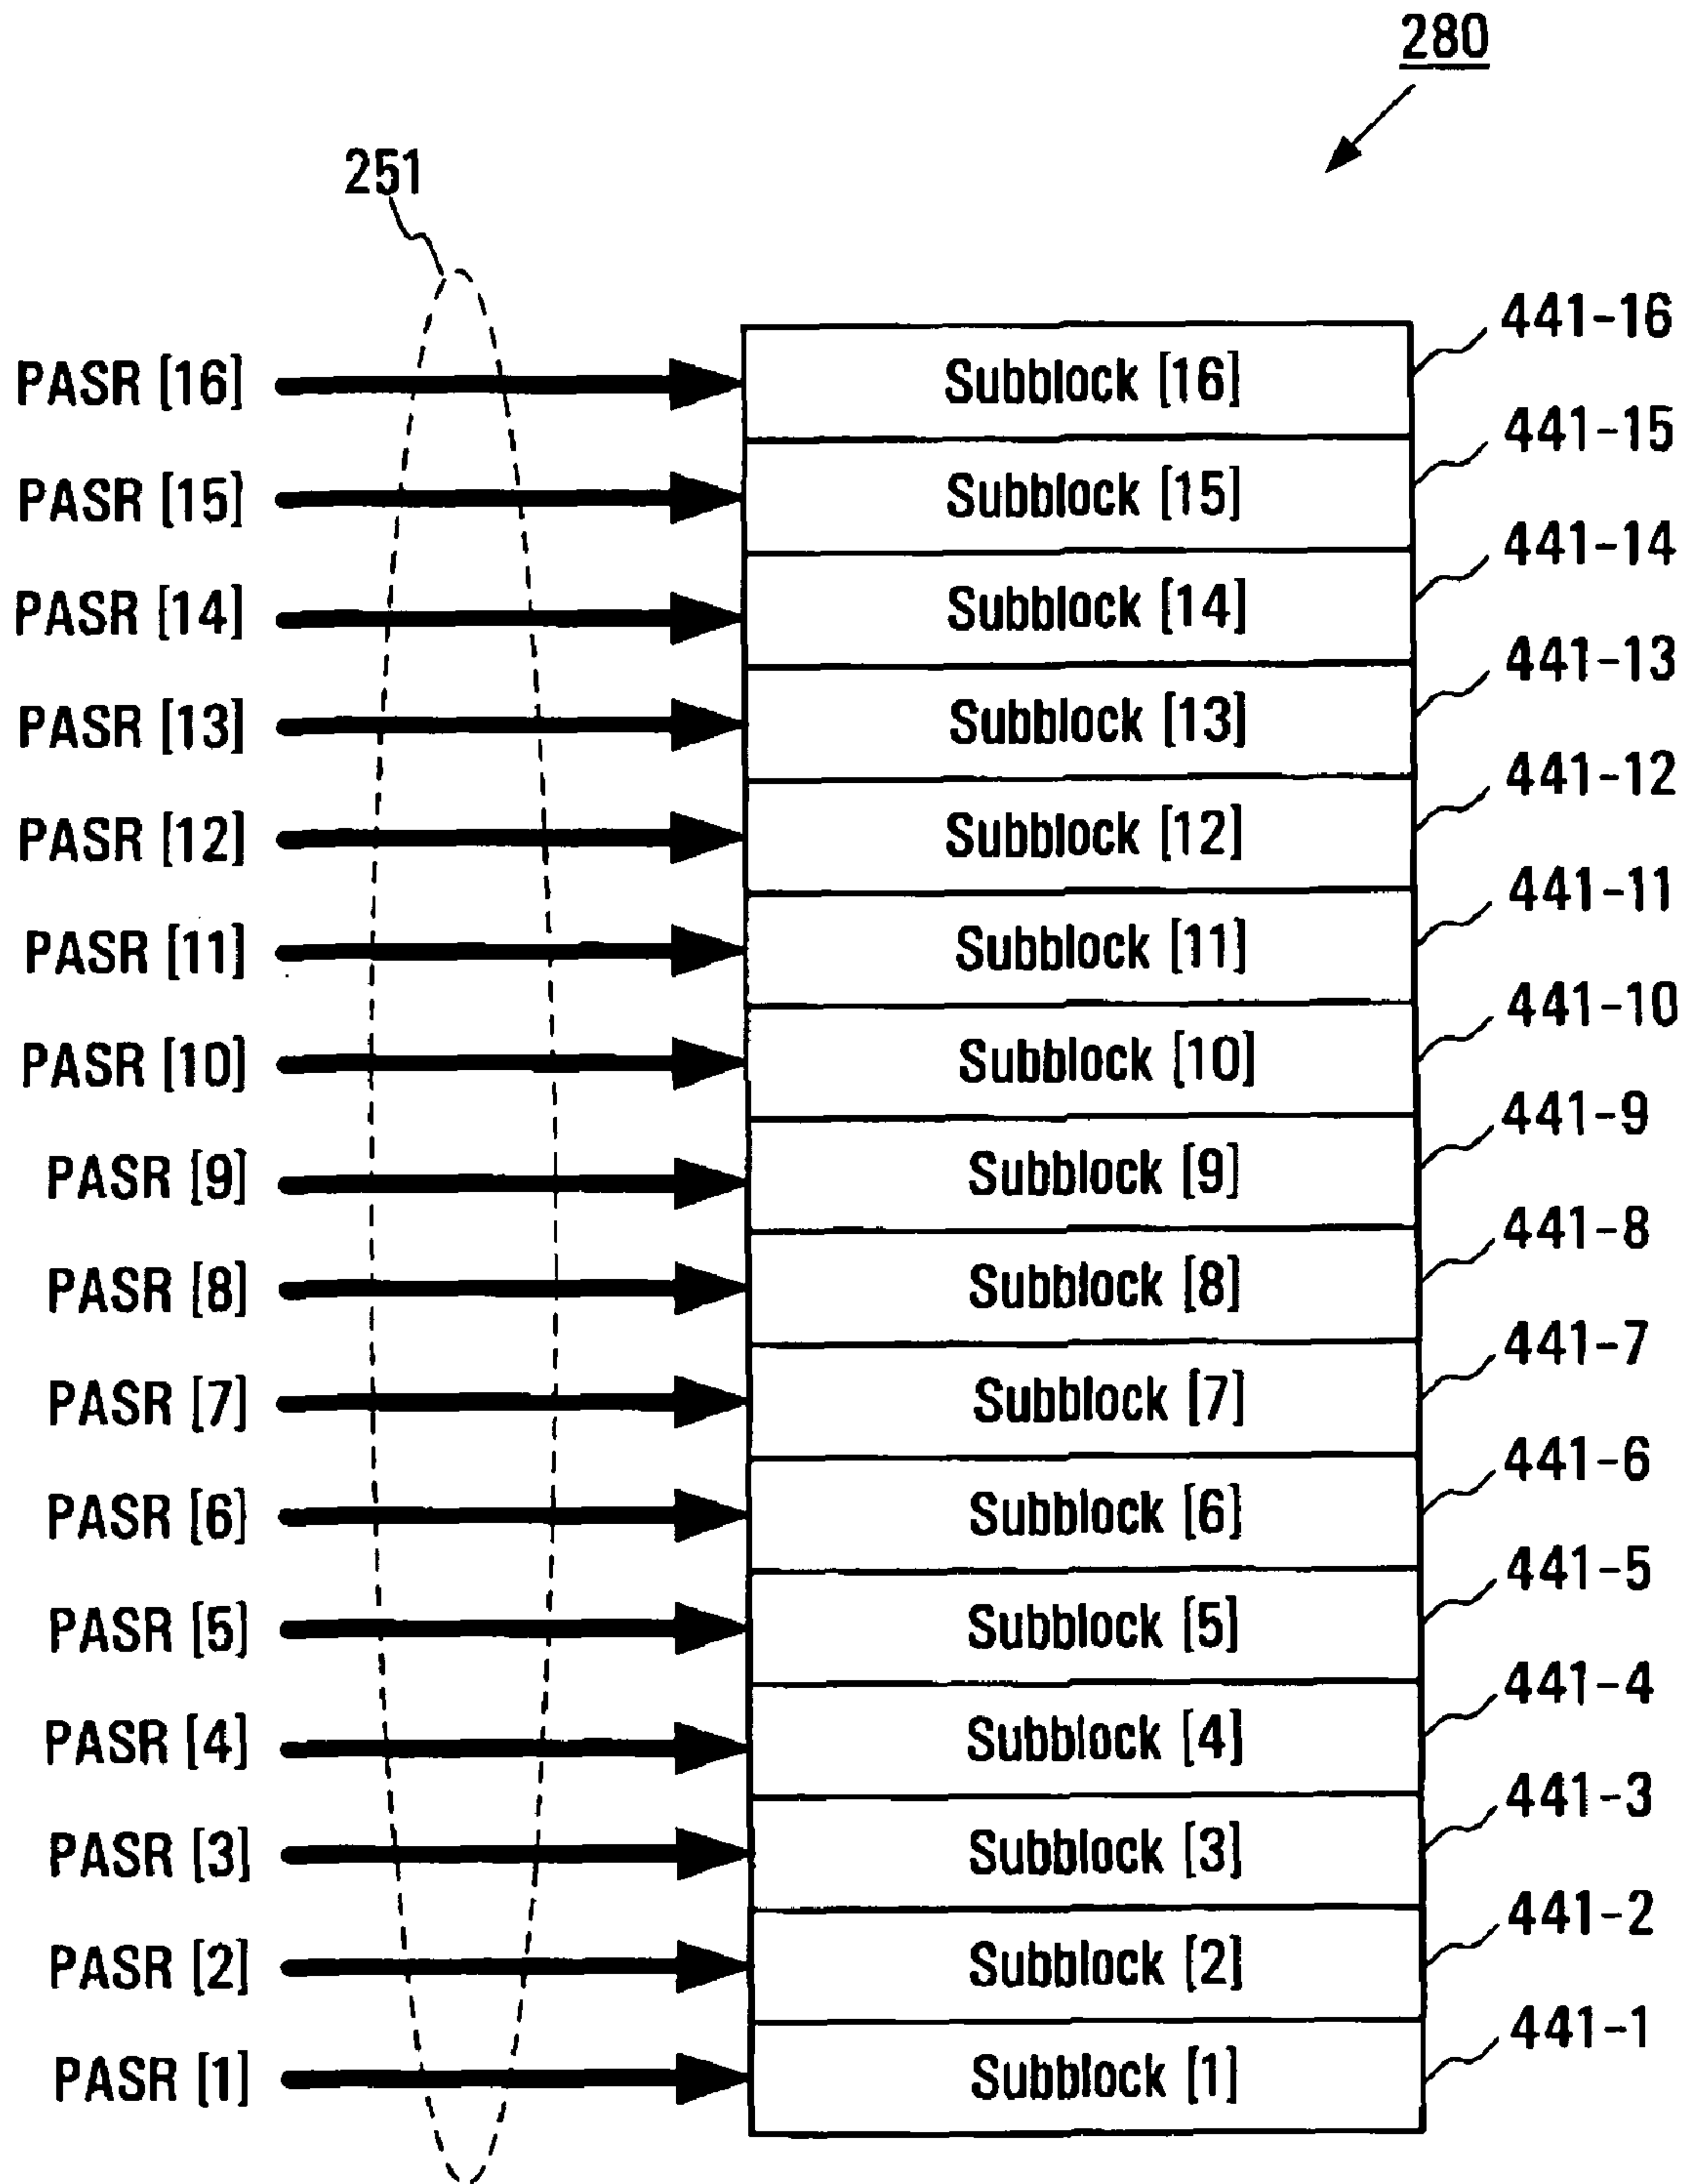 280
251
PASR [16] Subblock [16] 441-16
PASR [15] Subblock [15] 441-15
PASR [14] Subblock [14] 441-14
PASR [13] Subblock [13] 441-13
PASR [12] Subblock [12] 441-12
PASR [11] Subblock [11] 441-11
PASR [10] Subblock [10] 441-10
PASR [9] Subblock [9] 441-9
PASR [8] Subblock [8] 441-8
PASR [7] Subblock [7] 441-7
PASR [6] Subblock [6] 441-6
PASR [5] Subblock [5] 441-5
PASR [4] Subblock [4] 441-4
PASR [3] Subblock [3] 441-3
PASR [2] Subblock [2] 441-2
PASR [1] Subblock [1] 441-1